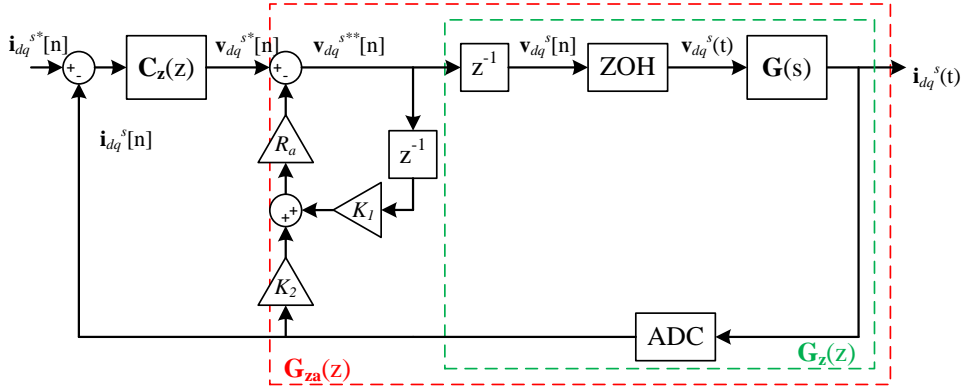 i_dq^s*[n]
+
-
C_z(z)
v_dq^s*[n]
+
-
v_dq^s**[n]
z^-1
v_dq^s[n]
ZOH
v_dq^s(t)
G(s)
i_dq^s(t)
i_dq^s[n]
R_a
z^-1
+
+
K_1
K_2
ADC
G_za(z)
G_z(z)